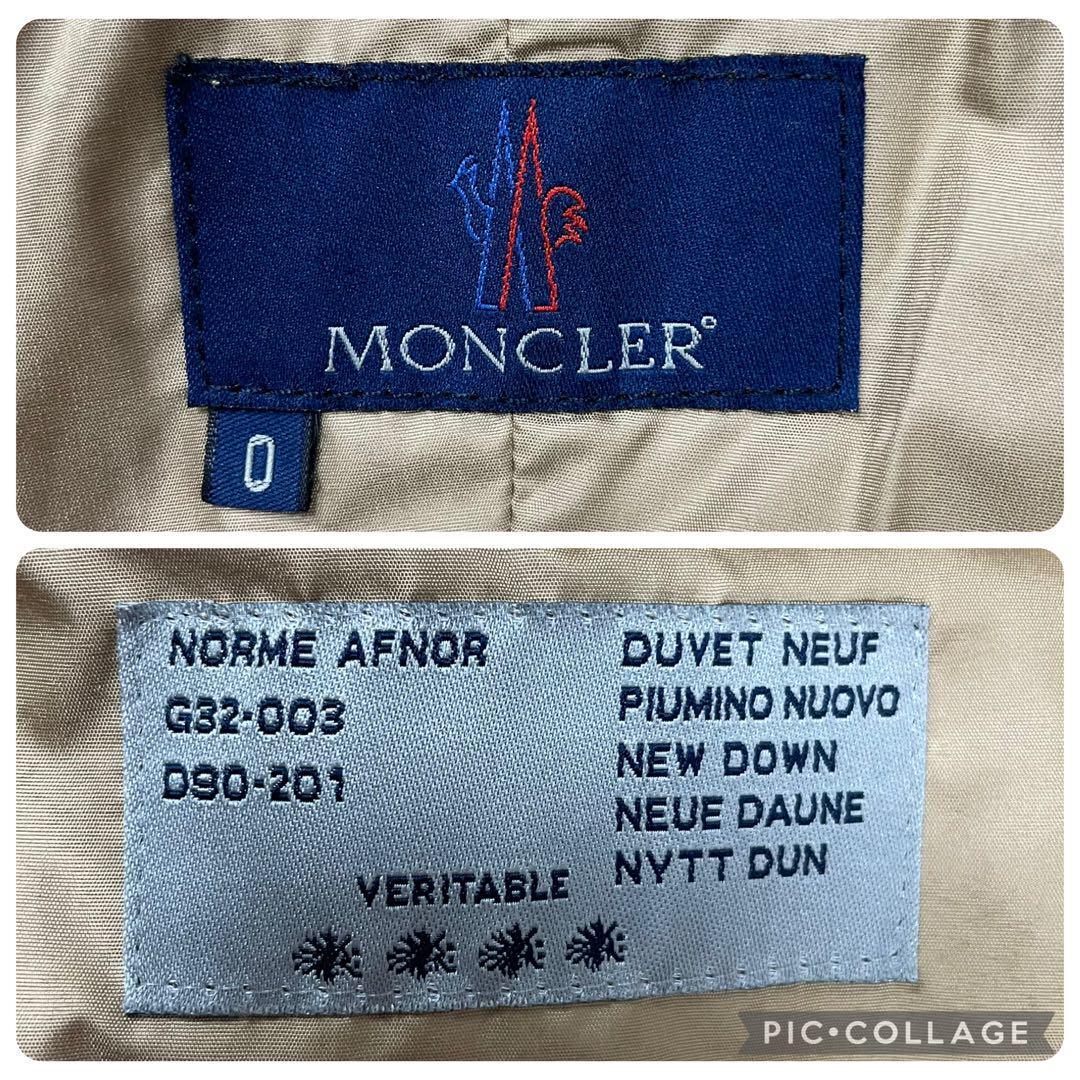 MONCLER°
0
NORME AFNOR
G32-003
D90-201
VERITABLE
DUVET NEUF
PIUMINO NUOVO
NEW DOWN
NEUE DAUNE
NYTT DUN
PIC•COLLAGE